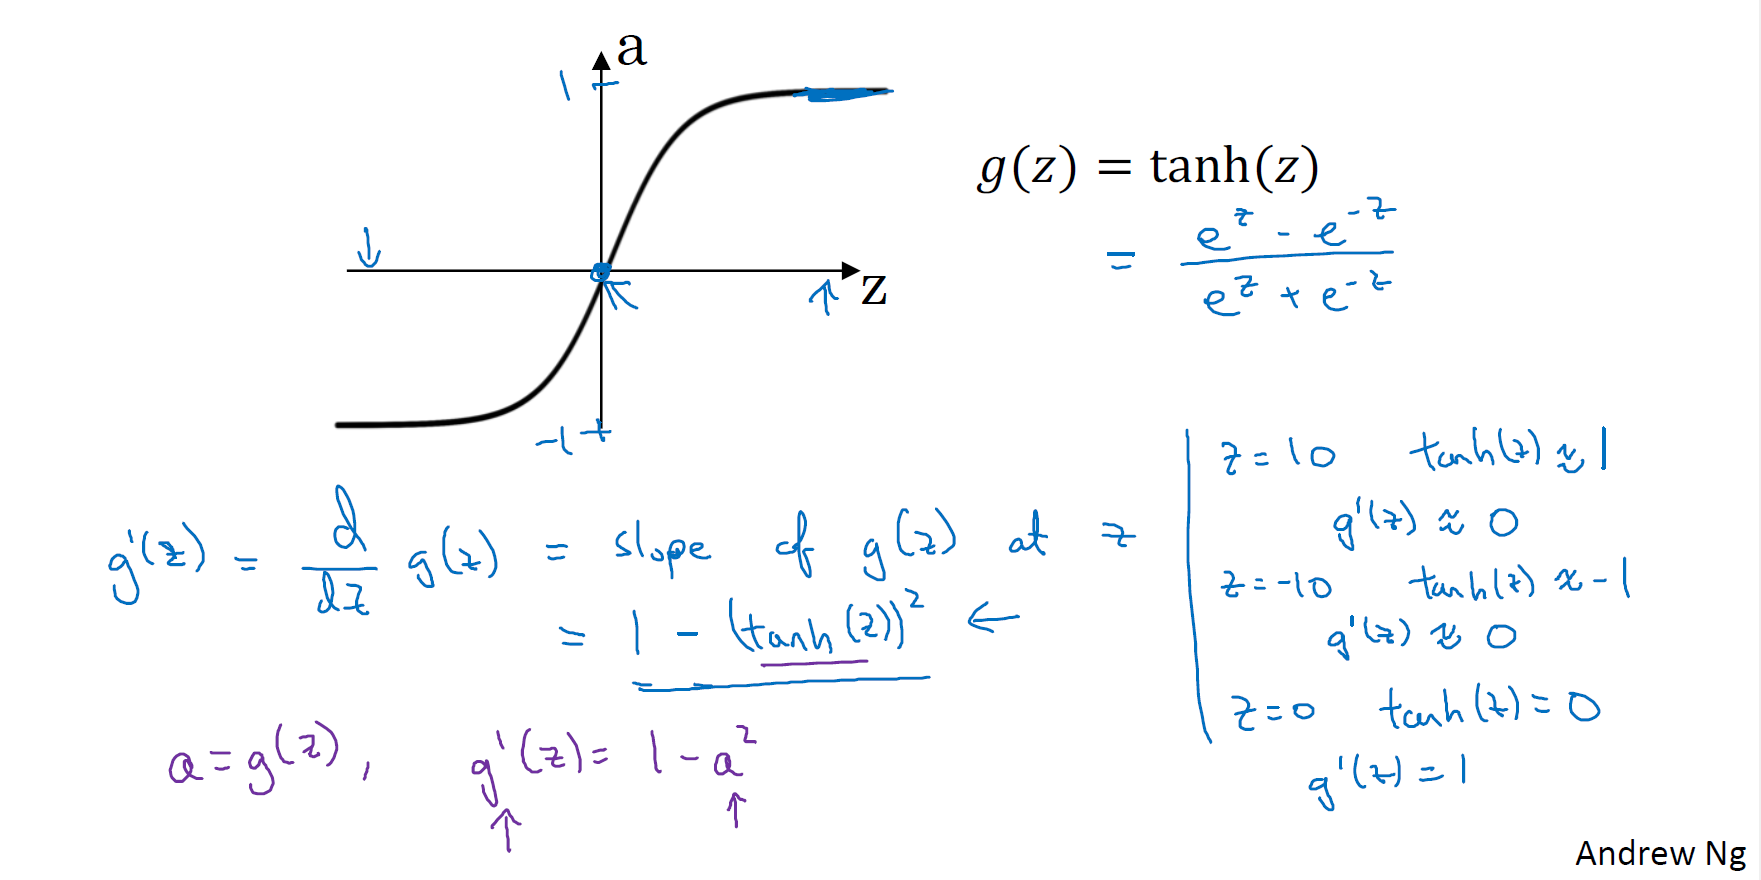 a
1
g(z) = tanh(z)
= (e^z - e^-z) / (e^z + e^-z)
z
-1
g'(z) = d/dz g(z) = slope of g(z) at z
= 1 - (tanh(z))² ←
a = g(z), g'(z) = 1 - a²
z = 10 tanh(z) ≈ 1
g'(z) ≈ 0
z = -10 tanh(z) ≈ -1
g'(z) ≈ 0
z = 0 tanh(z) = 0
g'(z) = 1
Andrew Ng